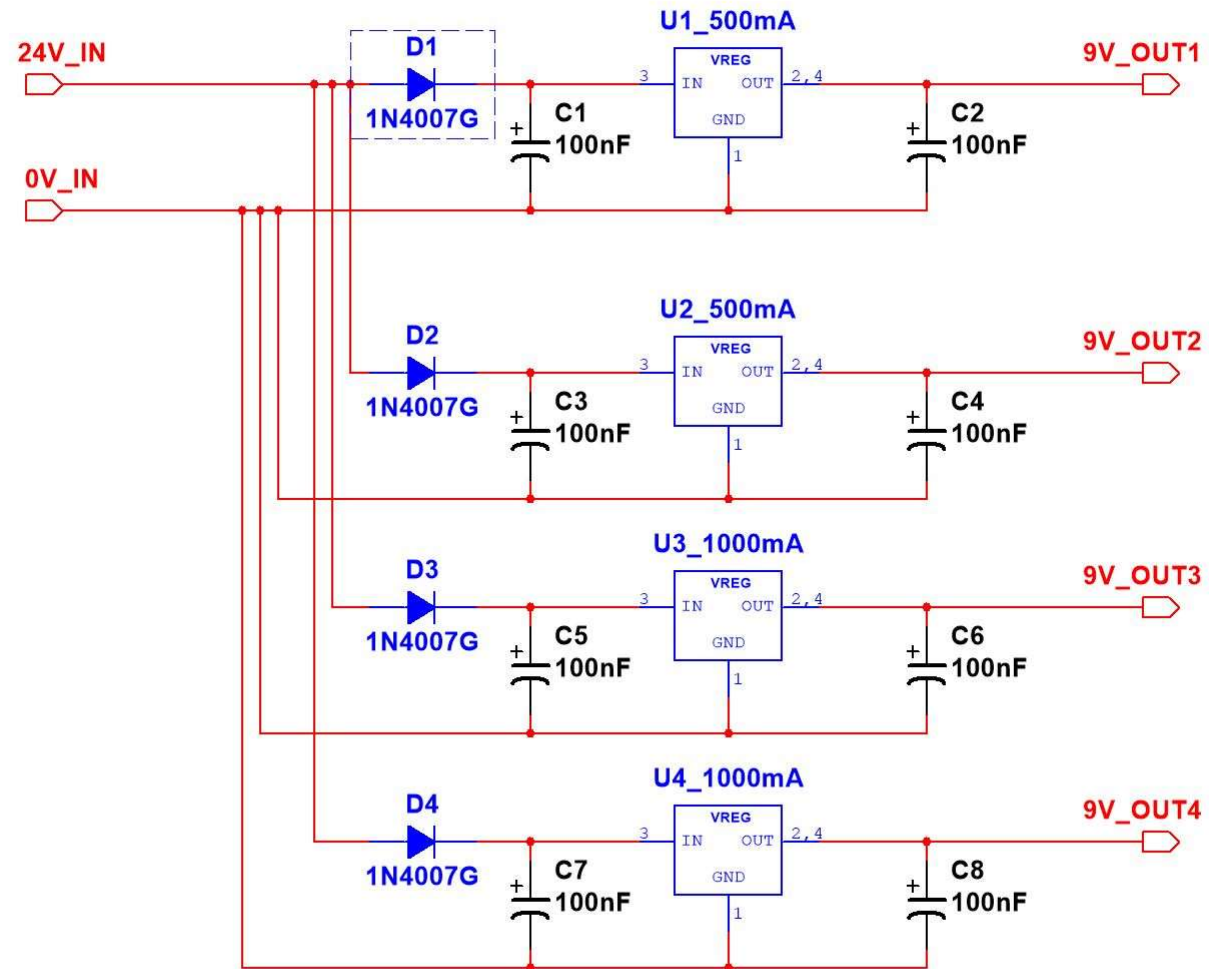 U1_500mA
24V_IN
D1
VREG
9V_OUT1
3
IN
OUT
2,4
1N4007G
C1
100nF
+
GND
1
C2
100nF
+
0V_IN
U2_500mA
D2
VREG
9V_OUT2
3
IN
OUT
2,4
1N4007G
C3
100nF
+
GND
1
C4
100nF
+
U3_1000mA
D3
VREG
9V_OUT3
3
IN
OUT
2,4
1N4007G
C5
100nF
+
GND
1
C6
100nF
+
U4_1000mA
D4
VREG
9V_OUT4
3
IN
OUT
2,4
1N4007G
C7
100nF
+
GND
1
C8
100nF
+